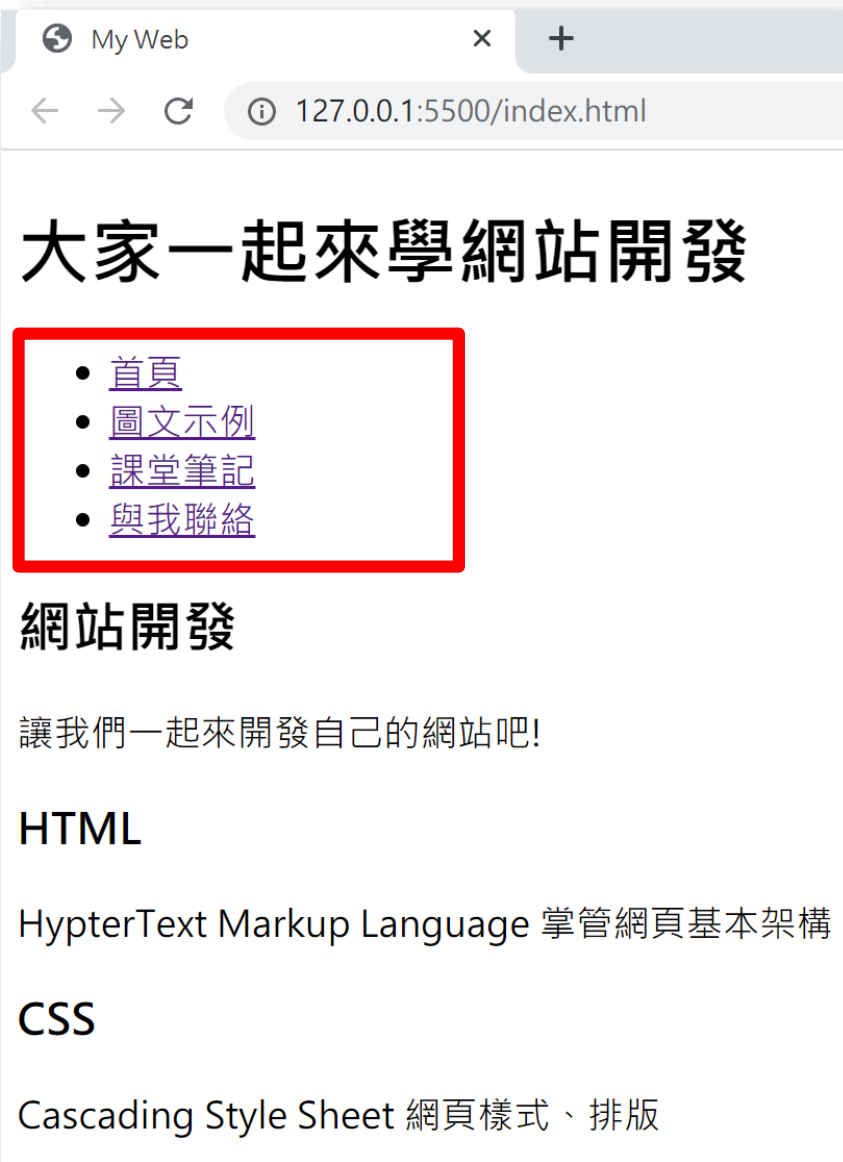 My Web
127.0.0.1:5500/index.html
大家一起來學網站開發
首頁
圖文示例
課堂筆記
與我聯絡
網站開發
讓我們一起來開發自己的網站吧!
HTML
HypterText Markup Language 掌管網頁基本架構
CSS
Cascading Style Sheet 網頁樣式、排版